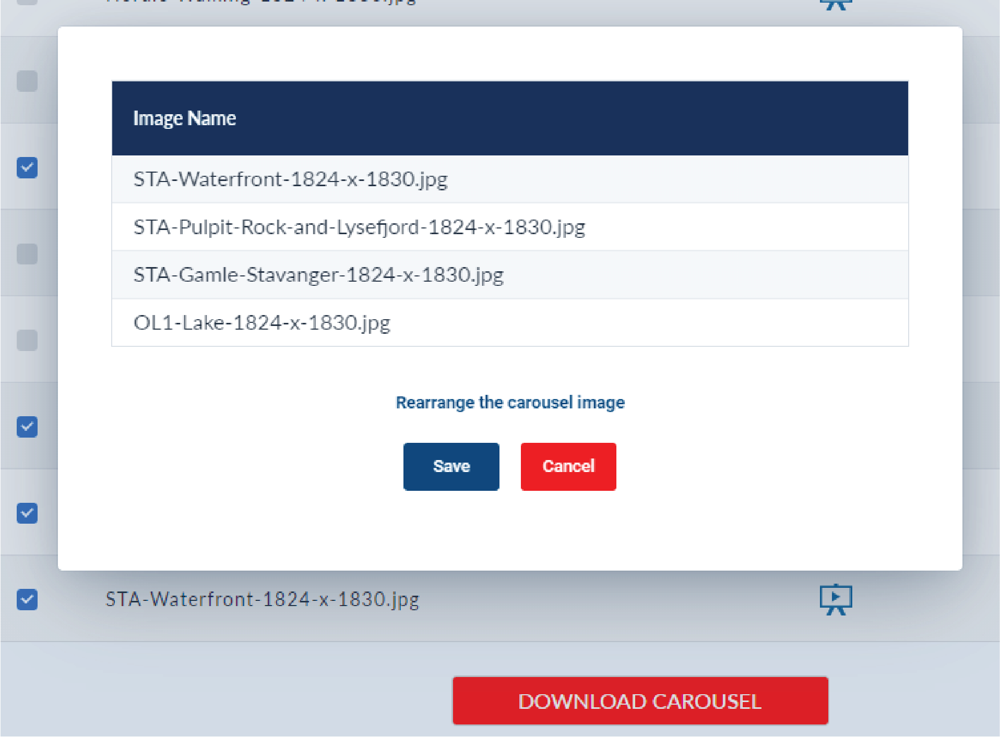 Image Name
STA-Waterfront-1824-x-1830.jpg
STA-Pulpit-Rock-and-Lysefjord-1824-x-1830.jpg
STA-Gamle-Stavanger-1824-x-1830.jpg
OL1-Lake-1824-x-1830.jpg
Rearrange the carousel image
Save Cancel
STA-Waterfront-1824-x-1830.jpg
DOWNLOAD CAROUSEL